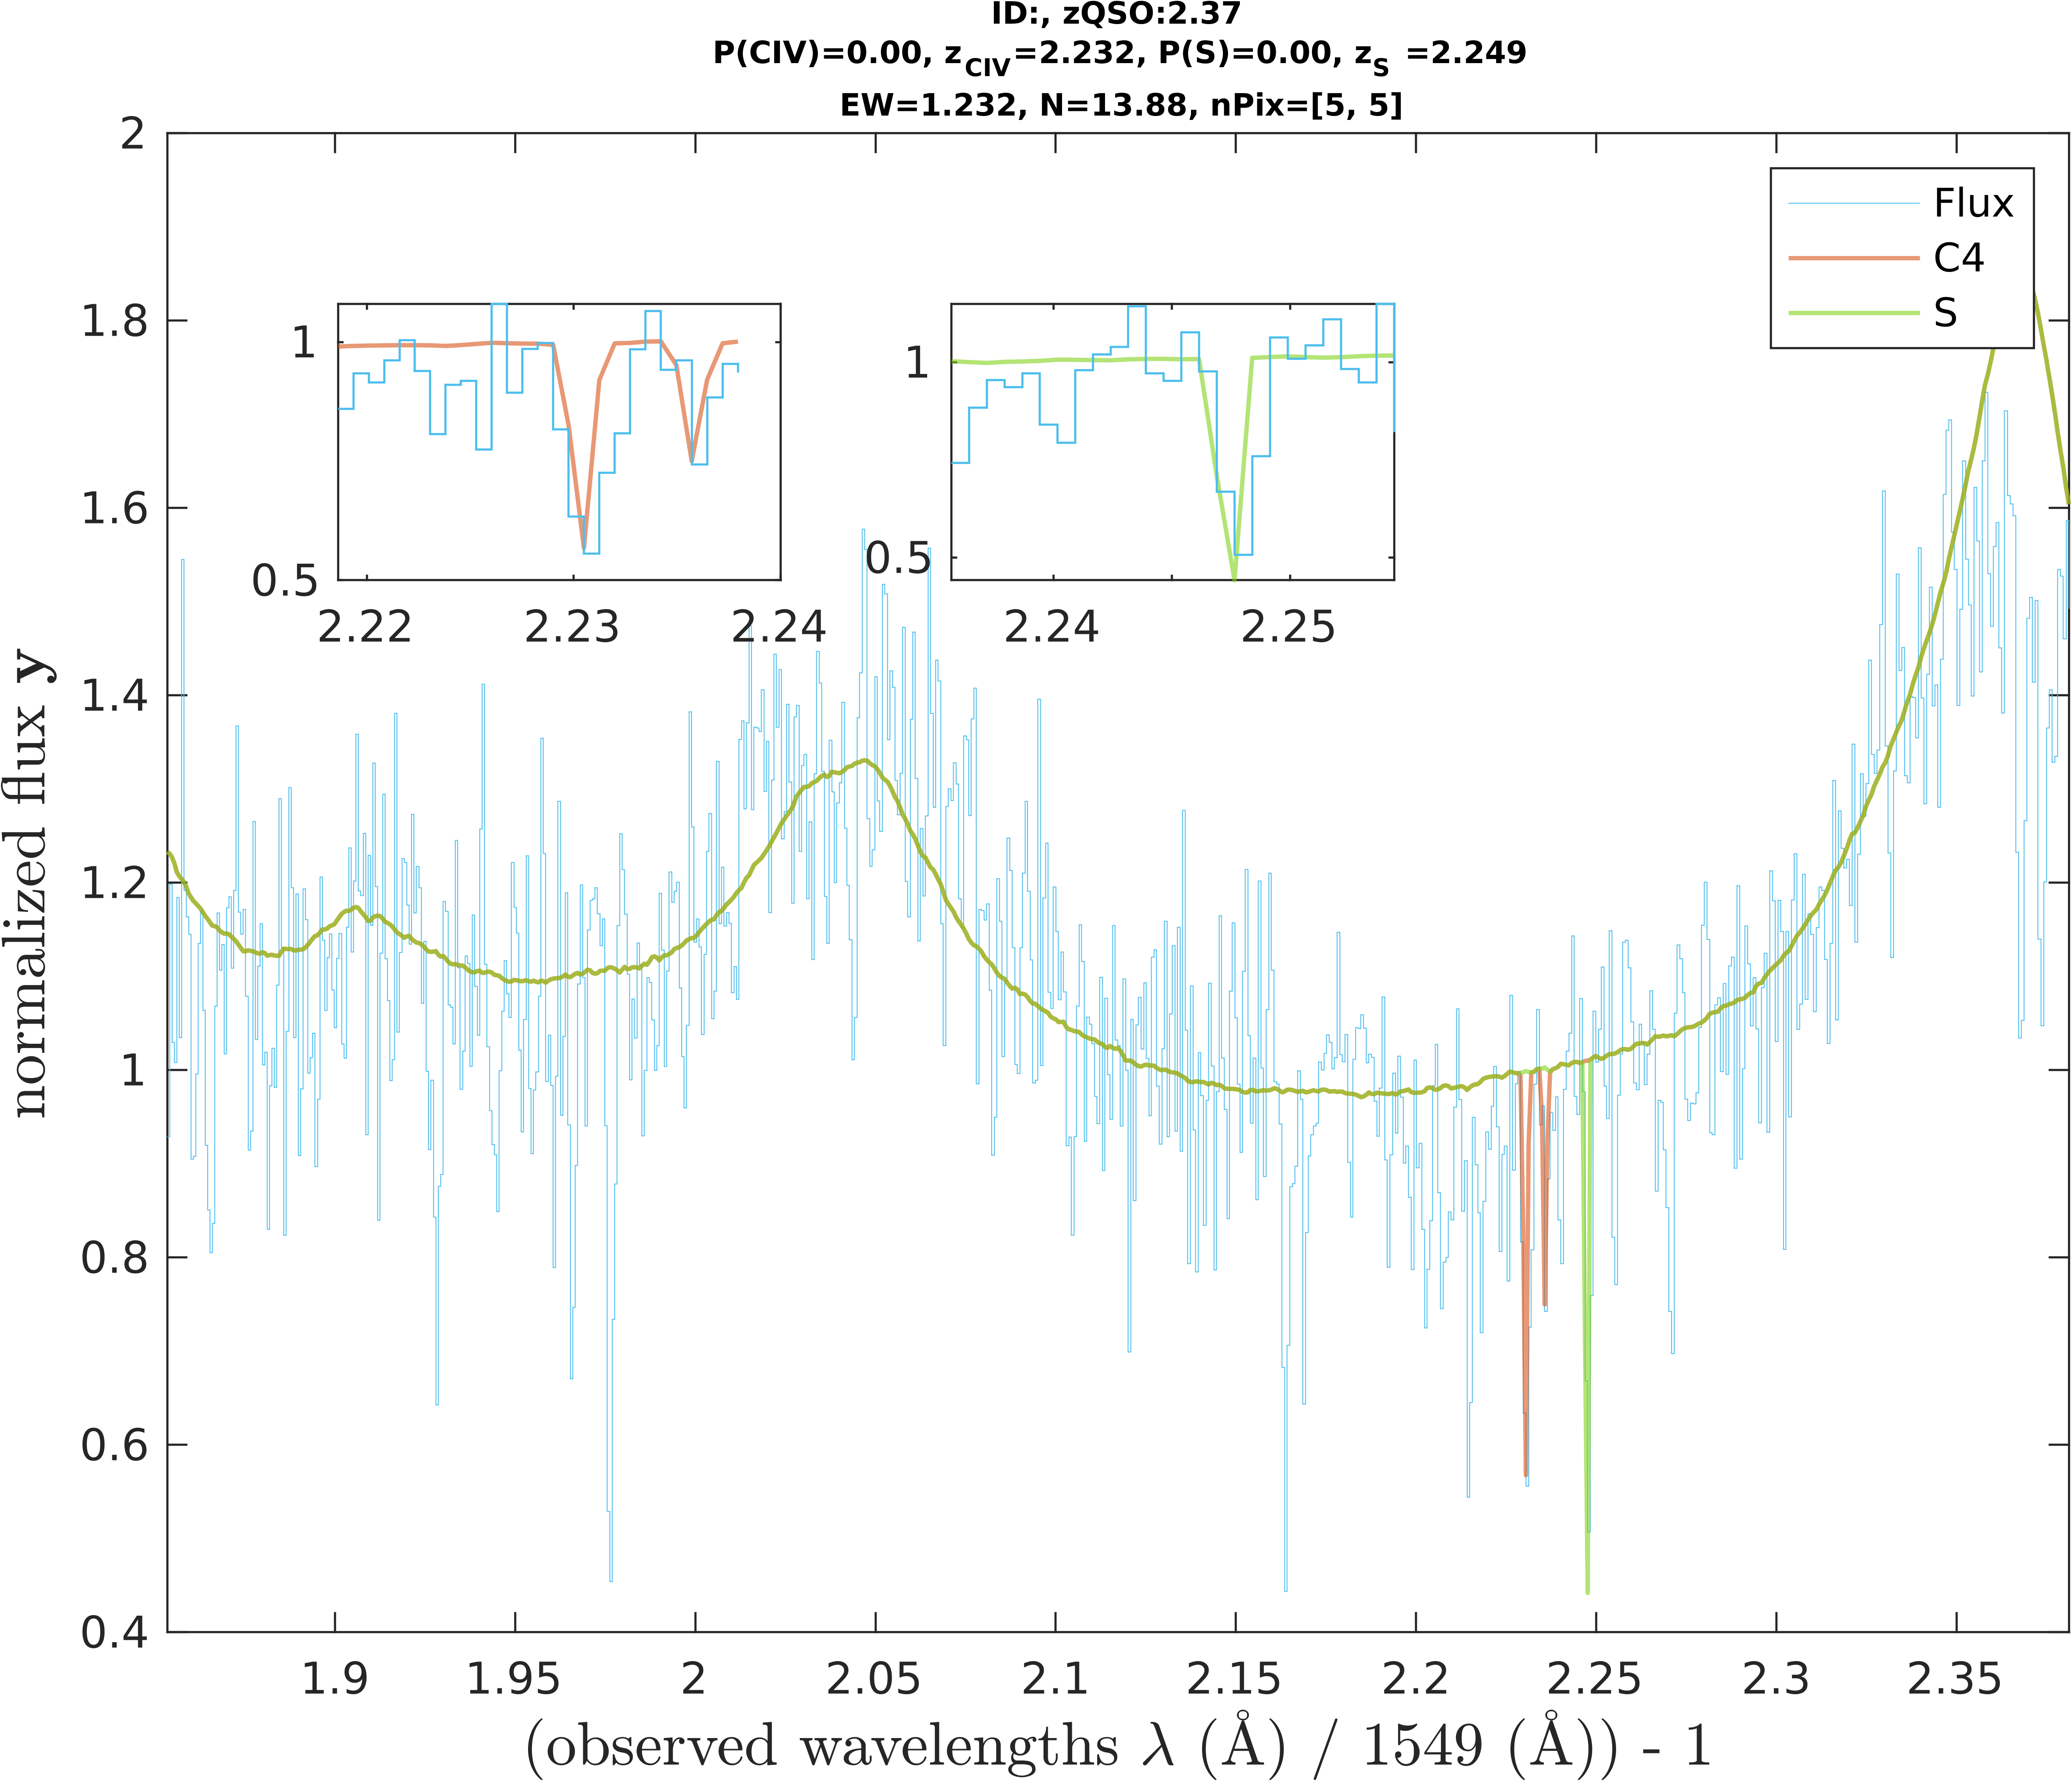 ID:, zQSO:2.37
P(CIV)=0.00, zCIV=2.232, P(S)=0.00, zS =2.249
EW=1.232, N=13.88, nPix=[5, 5]
2
1.8
1.6
1.4
1.2
1
0.8
0.6
0.4
normalized flux y
Flux
C4
S
1
0.5
2.22 2.23 2.24
1
0.5
2.24 2.25
1.9 1.95 2 2.05 2.1 2.15 2.2 2.25 2.3 2.35
(observed wavelengths λ (Å) / 1549 (Å)) - 1